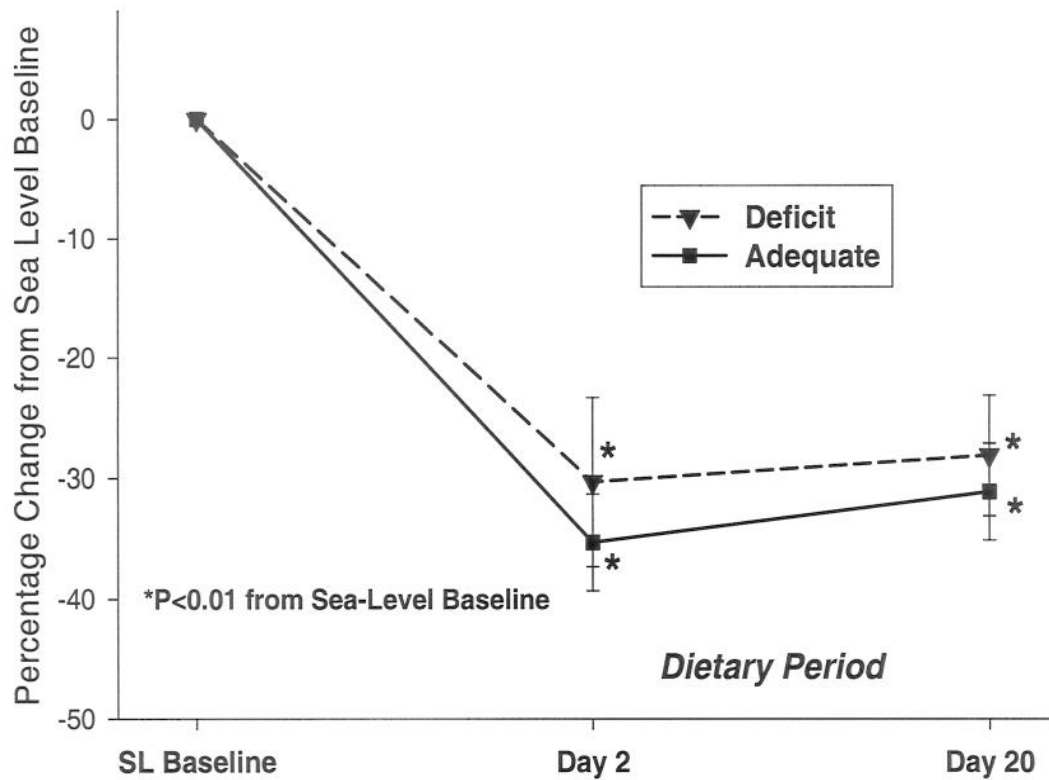 Percentage Change from Sea Level Baseline
0
-10
-20
-30
-40
-50
Deficit
Adequate
*
*
*
*
*P<0.01 from Sea-Level Baseline
Dietary Period
SL Baseline
Day 2
Day 20